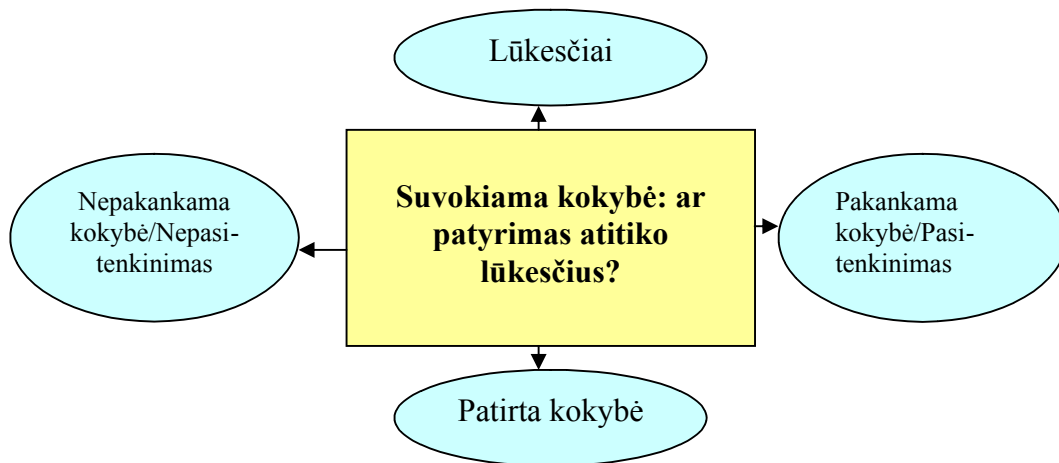 Lūkesčiai
Nepakankama
kokybė/Nepasi-
tenkinimas
Suvokiama kokybė: ar
patyrimas atitiko
lūkesčius?
Pakankama
kokybė/Pasi-
tenkinimas
Patirta kokybė